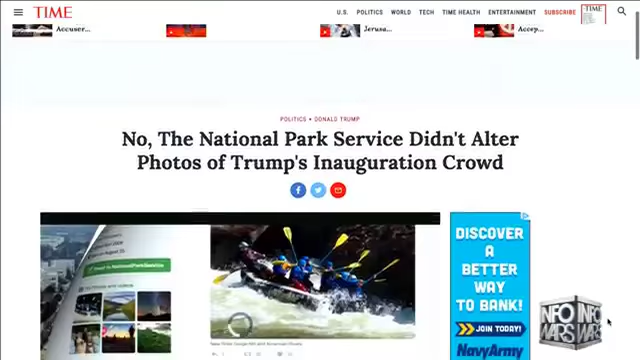 TIME
U.S. POLITICS WORLD TECH TIME HEALTH ENTERTAINMENT SUBSCRIBE
TIME
Accuser...
Jerusa...
POLITICS • DONALD TRUMP
No, The National Park Service Didn't Alter
Photos of Trump's Inauguration Crowd
DISCOVER
A
BETTER
WAY
TO BANK!
JOIN TODAY!
NavyArmy
INFO
WARS
INFO
WARS